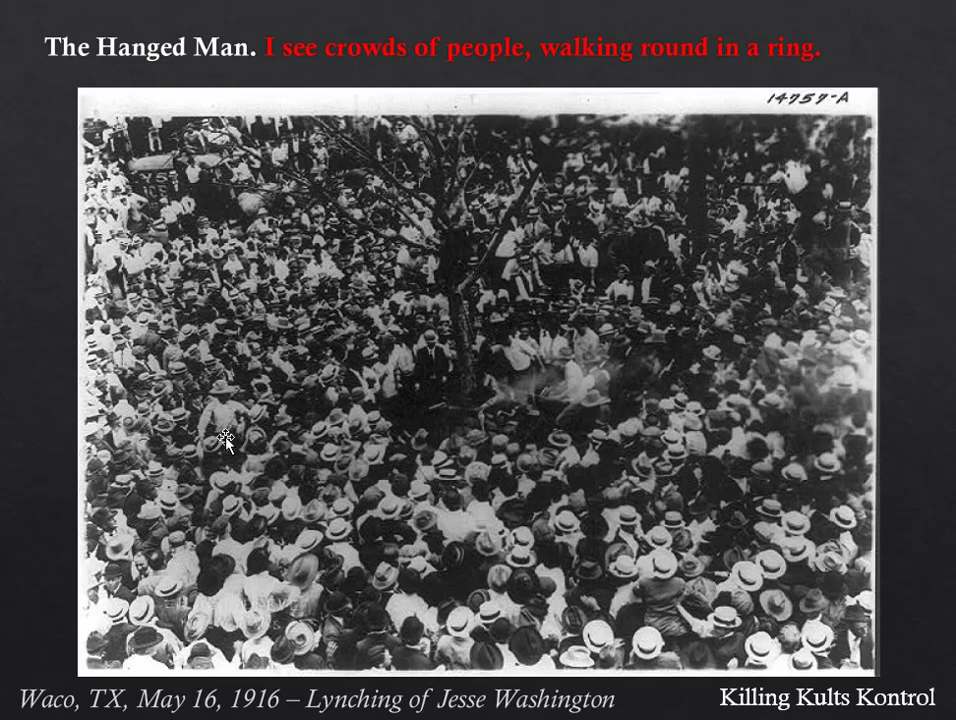 The Hanged Man. I see crowds of people, walking round in a ring.
14757-A
Waco, TX, May 16, 1916 – Lynching of Jesse Washington
Killing Kults Kontrol